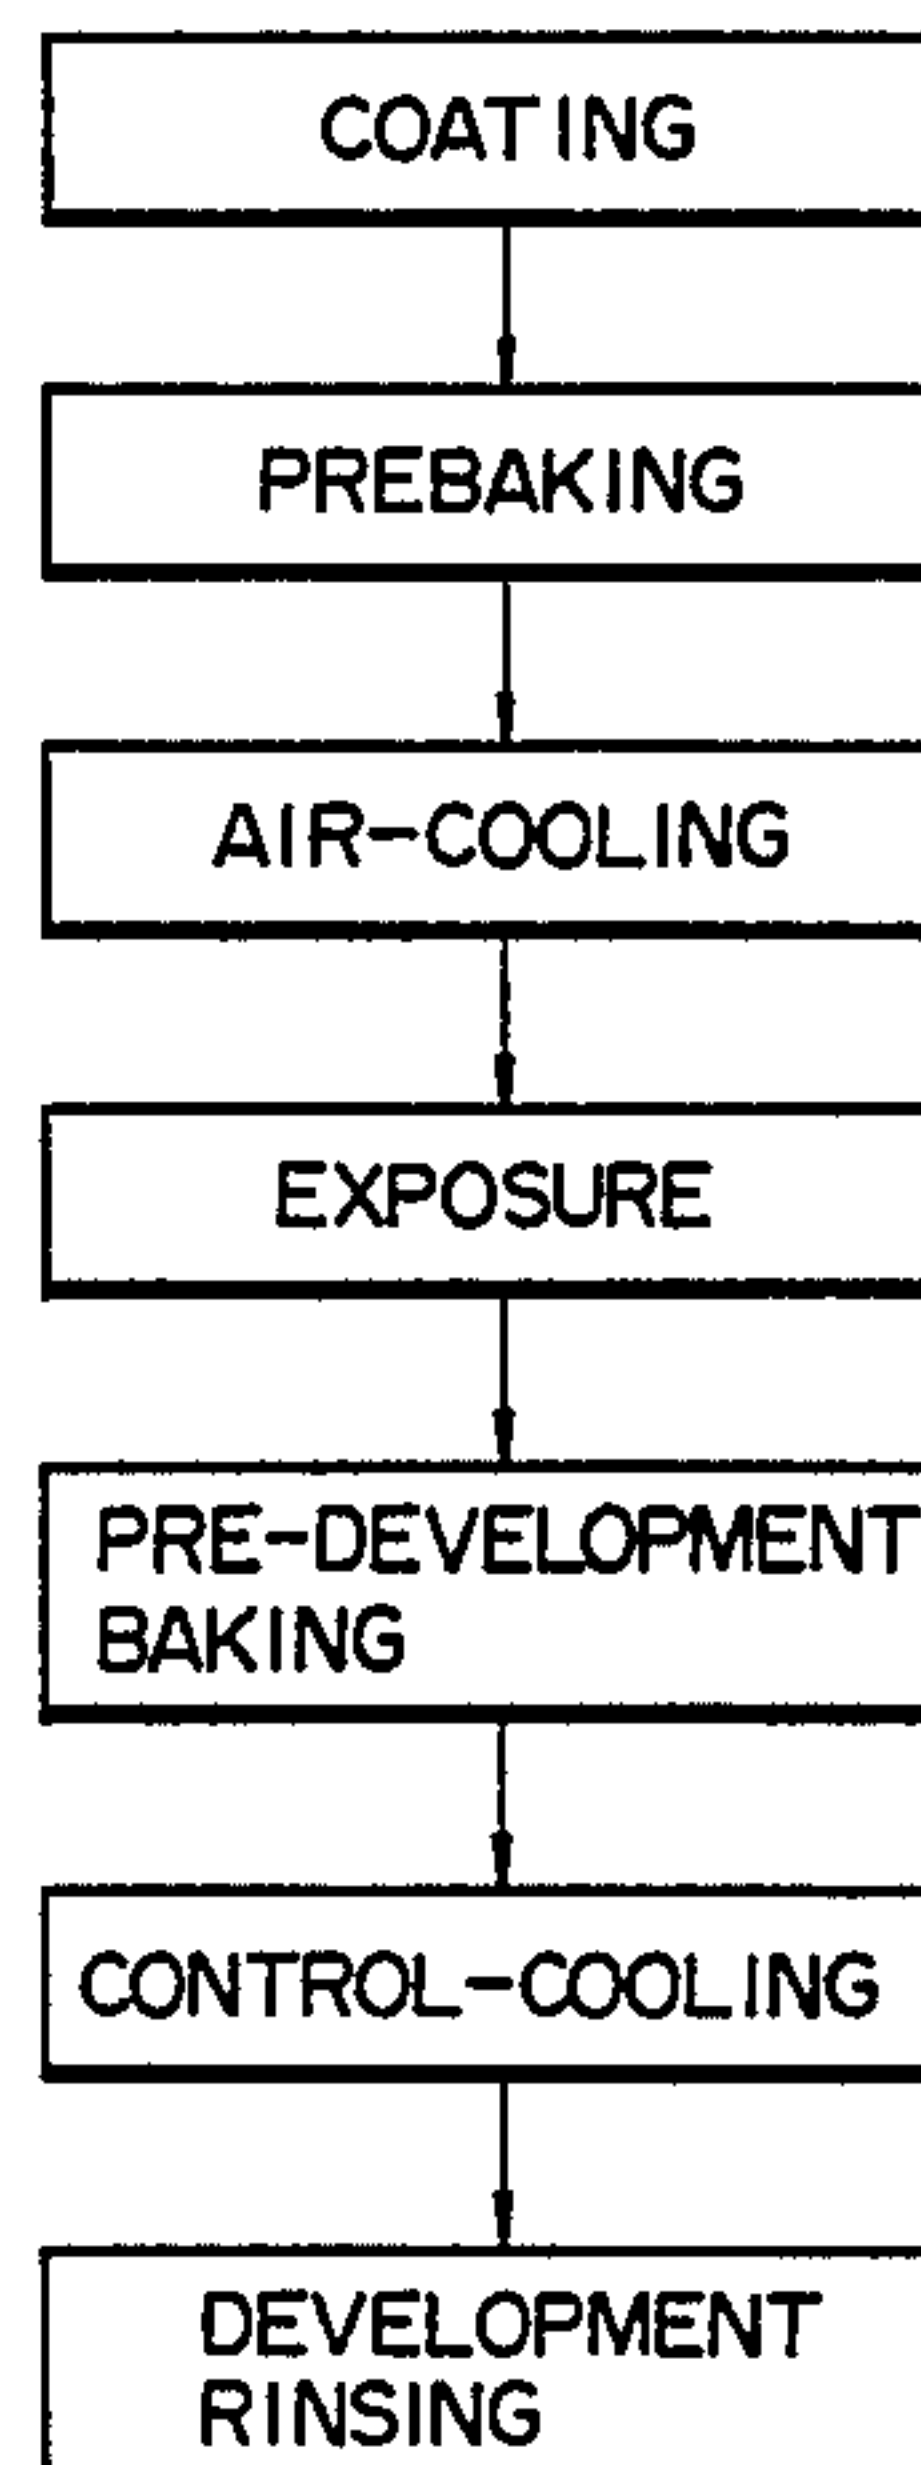 COATING
PREBAKING
AIR-COOLING
EXPOSURE
PRE-DEVELOPMENT
BAKING
CONTROL-COOLING
DEVELOPMENT
RINSING